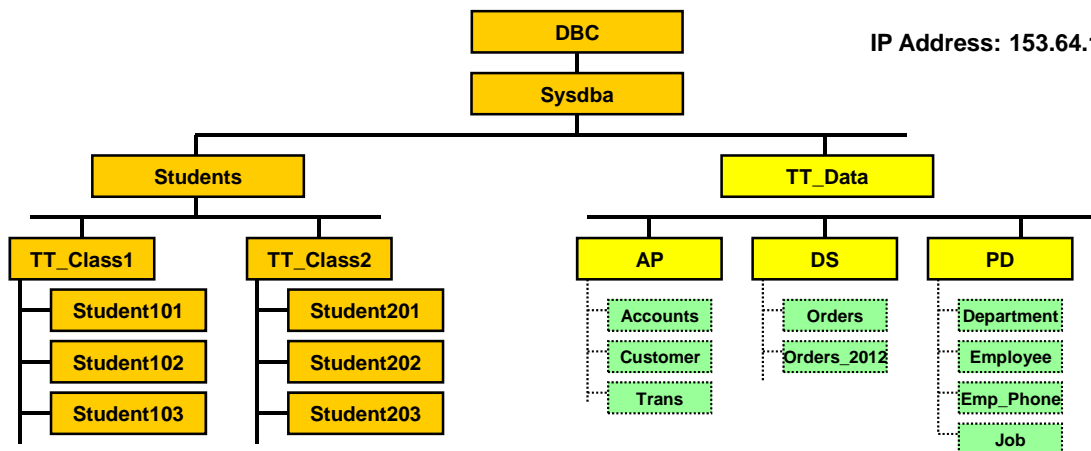 DBC
IP Address: 153.64.1
Sysdba
Students
TT_Data
TT_Class1
TT_Class2
AP
DS
PD
Student101
Student201
Accounts
Orders
Department
Student102
Student202
Customer
Orders_2012
Employee
Student103
Student203
Trans
Emp_Phone
Job